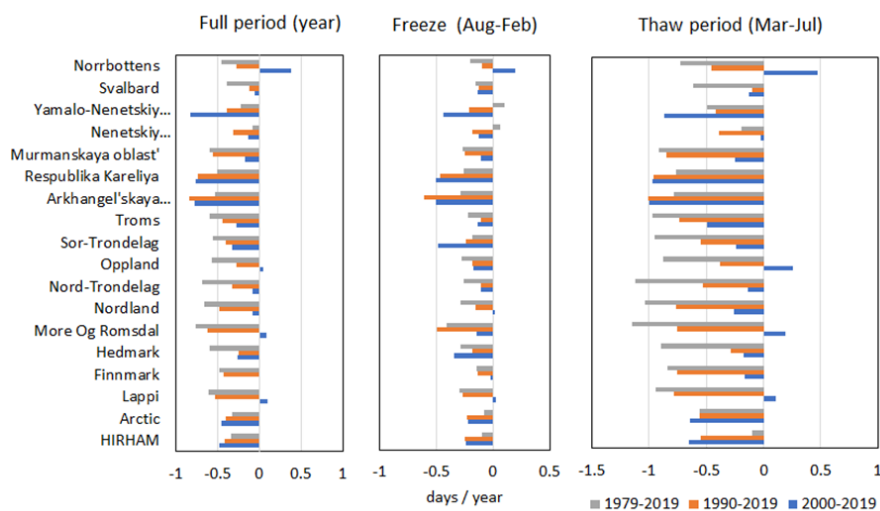 Full period (year)
Freeze (Aug-Feb)
Thaw period (Mar-Jul)
Norrbottens
Svalbard
Yamalo-Nenetskiy...
Nenetskiy...
Murmanskaya oblast'
Respublika Kareliya
Arkhangel'skaya...
Troms
Sor-Trondelag
Oppland
Nord-Trondelag
Nordland
More Og Romsdal
Hedmark
Finnmark
Lappi
Arctic
HIRHAM
-1 -0.5 0 0.5 1
-1 -0.5 0 0.5
-1.5 -1 -0.5 0 0.5 1
days / year
1979-2019 1990-2019 2000-2019